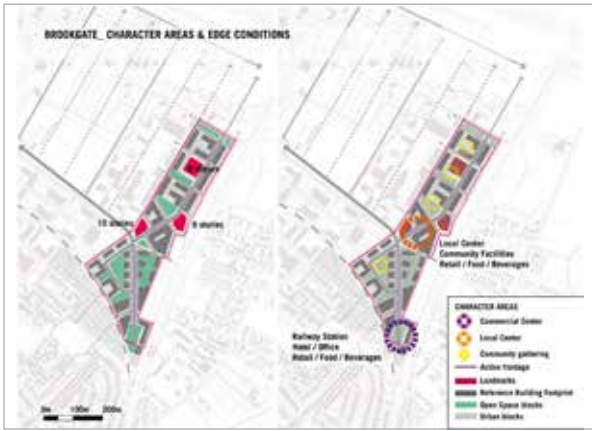 BROOKGATE_ CHARACTER AREAS & EDGE CONDITIONS
10 stories
9 stories
Local Center
Community Facilities
Retail / Food / Beverages
Railway Station
Hotel / Office
Retail / Food / Beverages
CHARACTER AREAS
Commercial Center
Local Center
Community gathering
Active frontage
Landmarks
Reference Building Footprint
Open Space blocks
Urban blocks
0m 100m 200m